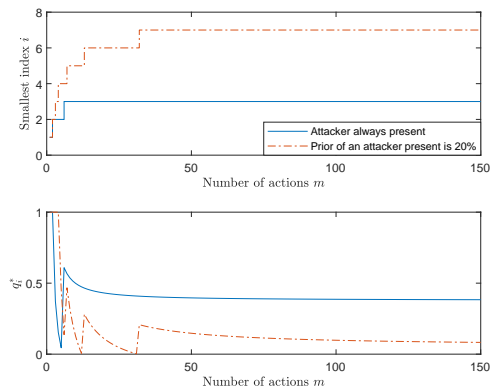 8
6
4
2
0
Smallest index i
Attacker always present
Prior of an attacker present is 20%
0 50 100 150
Number of actions m
1
0.5
0
q_i^*
0 50 100 150
Number of actions m